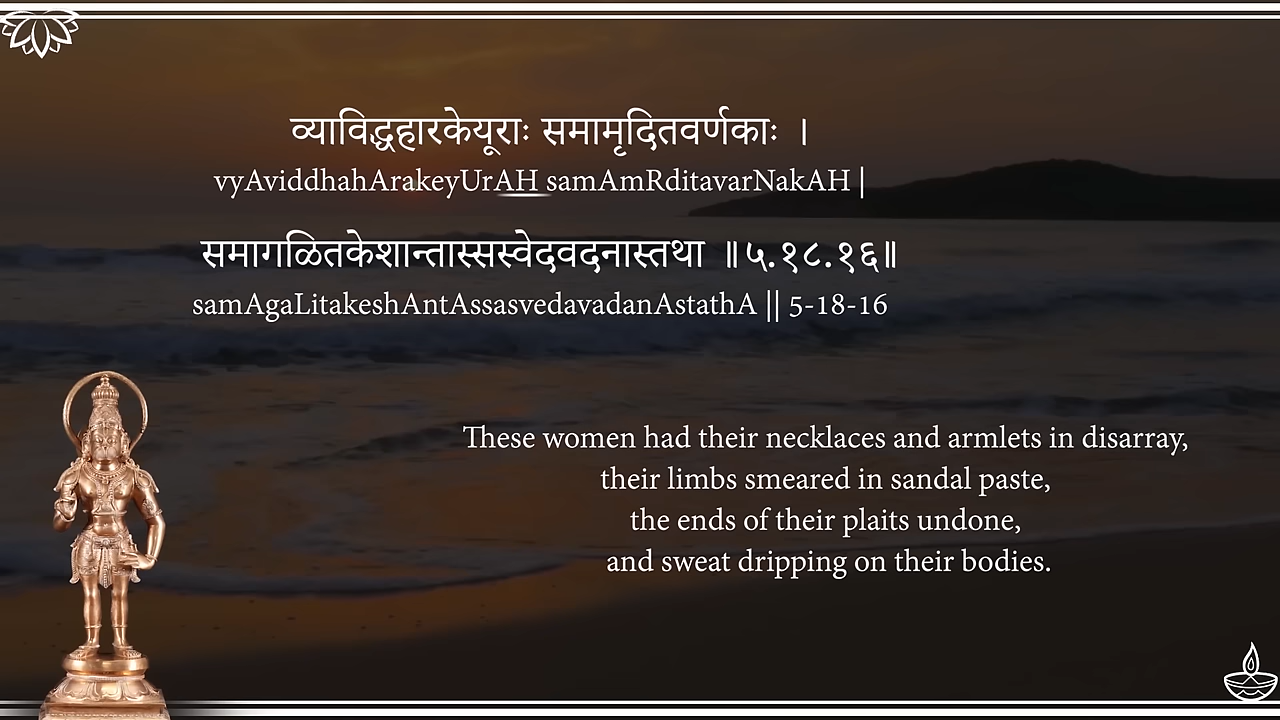 व्याविद्धहारकेयूराः समामृदितवर्णकाः ।
vyAviddhahArakeyUrAH samAmRditavarNakAH |
समागळितकेशान्तास्सस्वेदवदनास्तथा ॥५.१८.१६॥
samAgaLitakeshAntAssasvedavadanAstathA || 5-18-16
These women had their necklaces and armlets in disarray,
their limbs smeared in sandal paste,
the ends of their plaits undone,
and sweat dripping on their bodies.